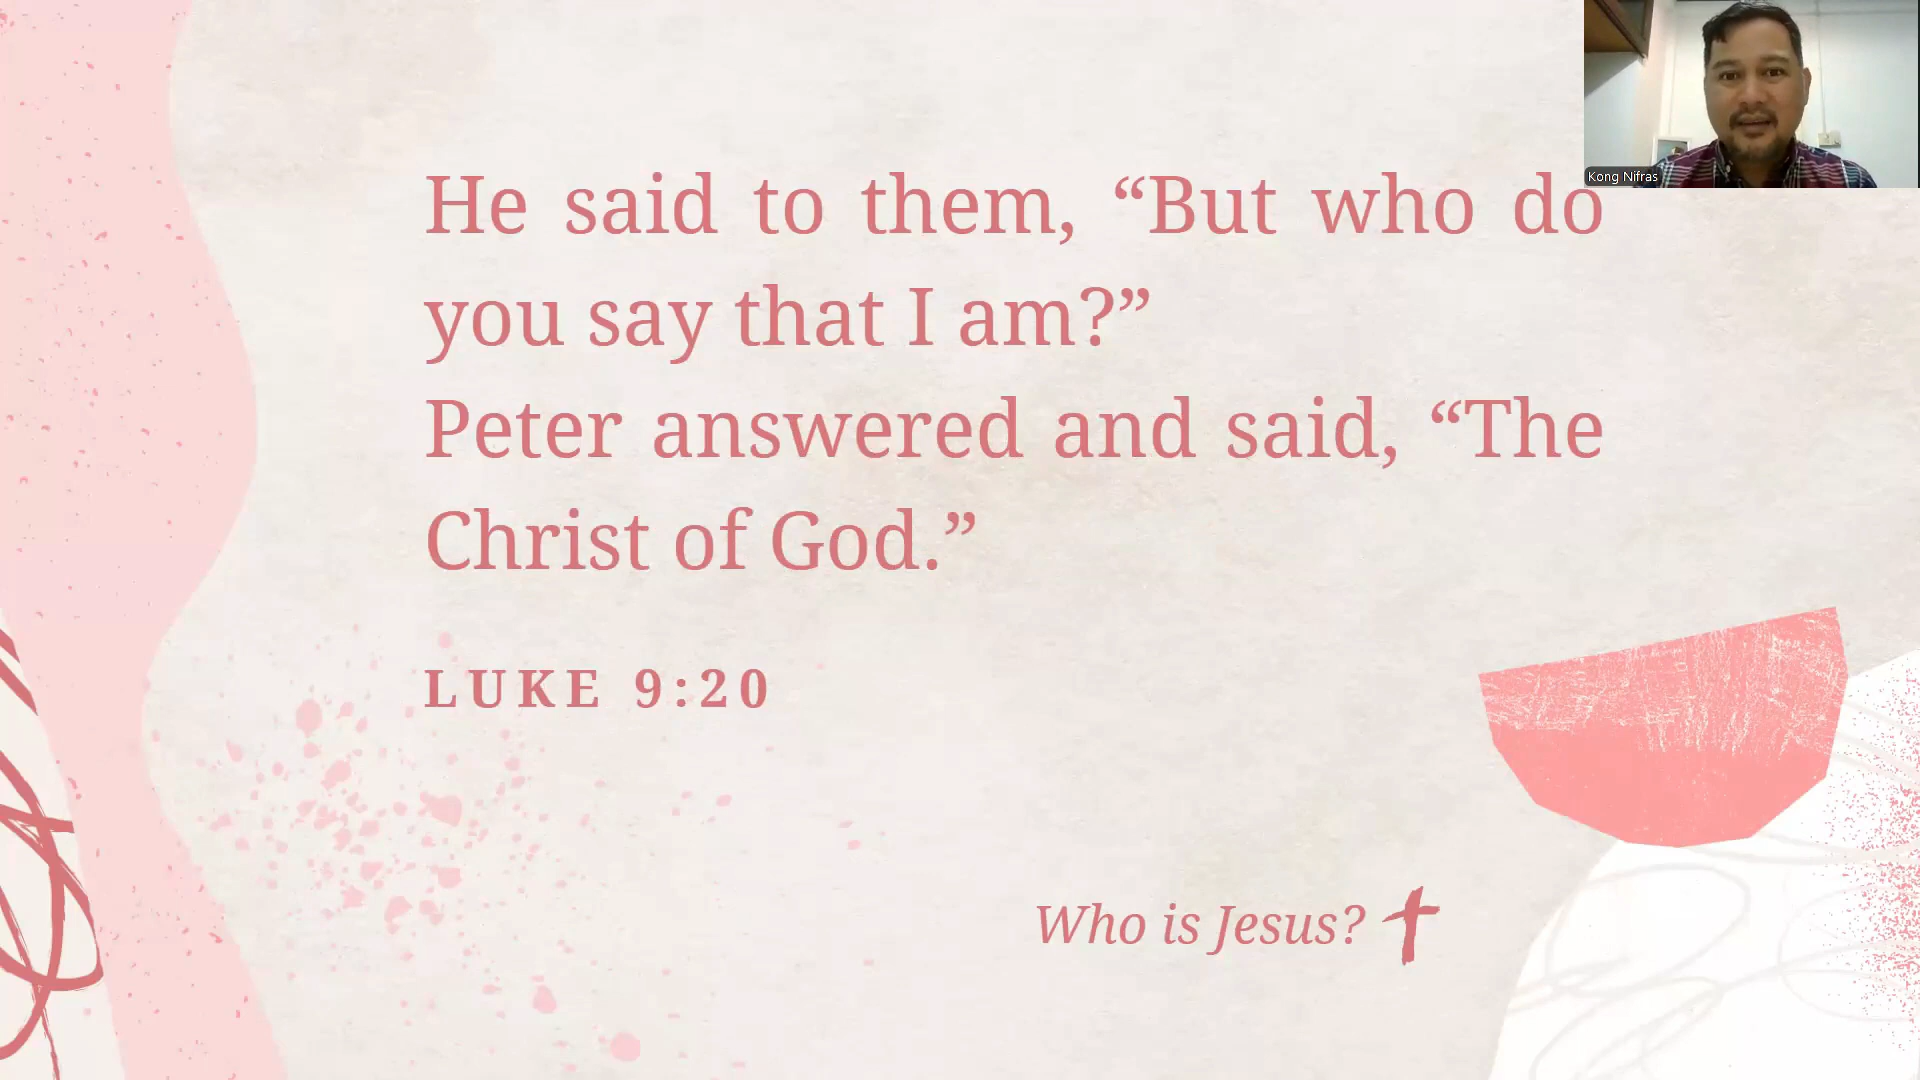 He said to them, “But who do
you say that I am?”
Peter answered and said, “The
Christ of God.”
LUKE 9:20
Who is Jesus?
Kong Nifras